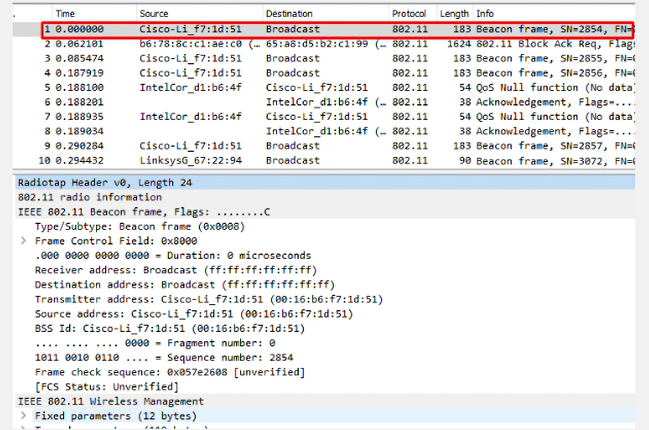 . Time Source Destination Protocol Length Info
1 0.000000 Cisco-Li_f7:1d:51 Broadcast 802.11 183 Beacon frame, SN=2854, FN=
2 0.062101 b6:78:8c:c1:ae:c0 (… 65:a8:d5:b2:c1:99 (… 802.11 1624 802.11 Block Ack Req, Flags
3 0.085474 Cisco-Li_f7:1d:51 Broadcast 802.11 183 Beacon frame, SN=2855, FN=
4 0.187919 Cisco-Li_f7:1d:51 Broadcast 802.11 183 Beacon frame, SN=2856, FN=
5 0.188100 IntelCor_d1:b6:4f Cisco-Li_f7:1d:51 802.11 54 QoS Null function (No data)
6 0.188201 IntelCor_d1:b6:4f (… 802.11 38 Acknowledgement, Flags=....
7 0.188935 IntelCor_d1:b6:4f Cisco-Li_f7:1d:51 802.11 54 QoS Null function (No data)
8 0.189034 IntelCor_d1:b6:4f (… 802.11 38 Acknowledgement, Flags=....
9 0.290284 Cisco-Li_f7:1d:51 Broadcast 802.11 183 Beacon frame, SN=2857, FN=
10 0.294432 LinksysG_67:22:94 Broadcast 802.11 90 Beacon frame, SN=3072, FN=
Radiotap Header v0, Length 24
802.11 radio information
IEEE 802.11 Beacon frame, Flags: ........C
Type/Subtype: Beacon frame (0x0008)
> Frame Control Field: 0x8000
.000 0000 0000 0000 = Duration: 0 microseconds
Receiver address: Broadcast (ff:ff:ff:ff:ff:ff)
Destination address: Broadcast (ff:ff:ff:ff:ff:ff)
Transmitter address: Cisco-Li_f7:1d:51 (00:16:b6:f7:1d:51)
Source address: Cisco-Li_f7:1d:51 (00:16:b6:f7:1d:51)
BSS Id: Cisco-Li_f7:1d:51 (00:16:b6:f7:1d:51)
.... .... .... 0000 = Fragment number: 0
1011 0010 0110 .... = Sequence number: 2854
Frame check sequence: 0x057e2608 [unverified]
[FCS Status: Unverified]
IEEE 802.11 Wireless Management
> Fixed parameters (12 bytes)